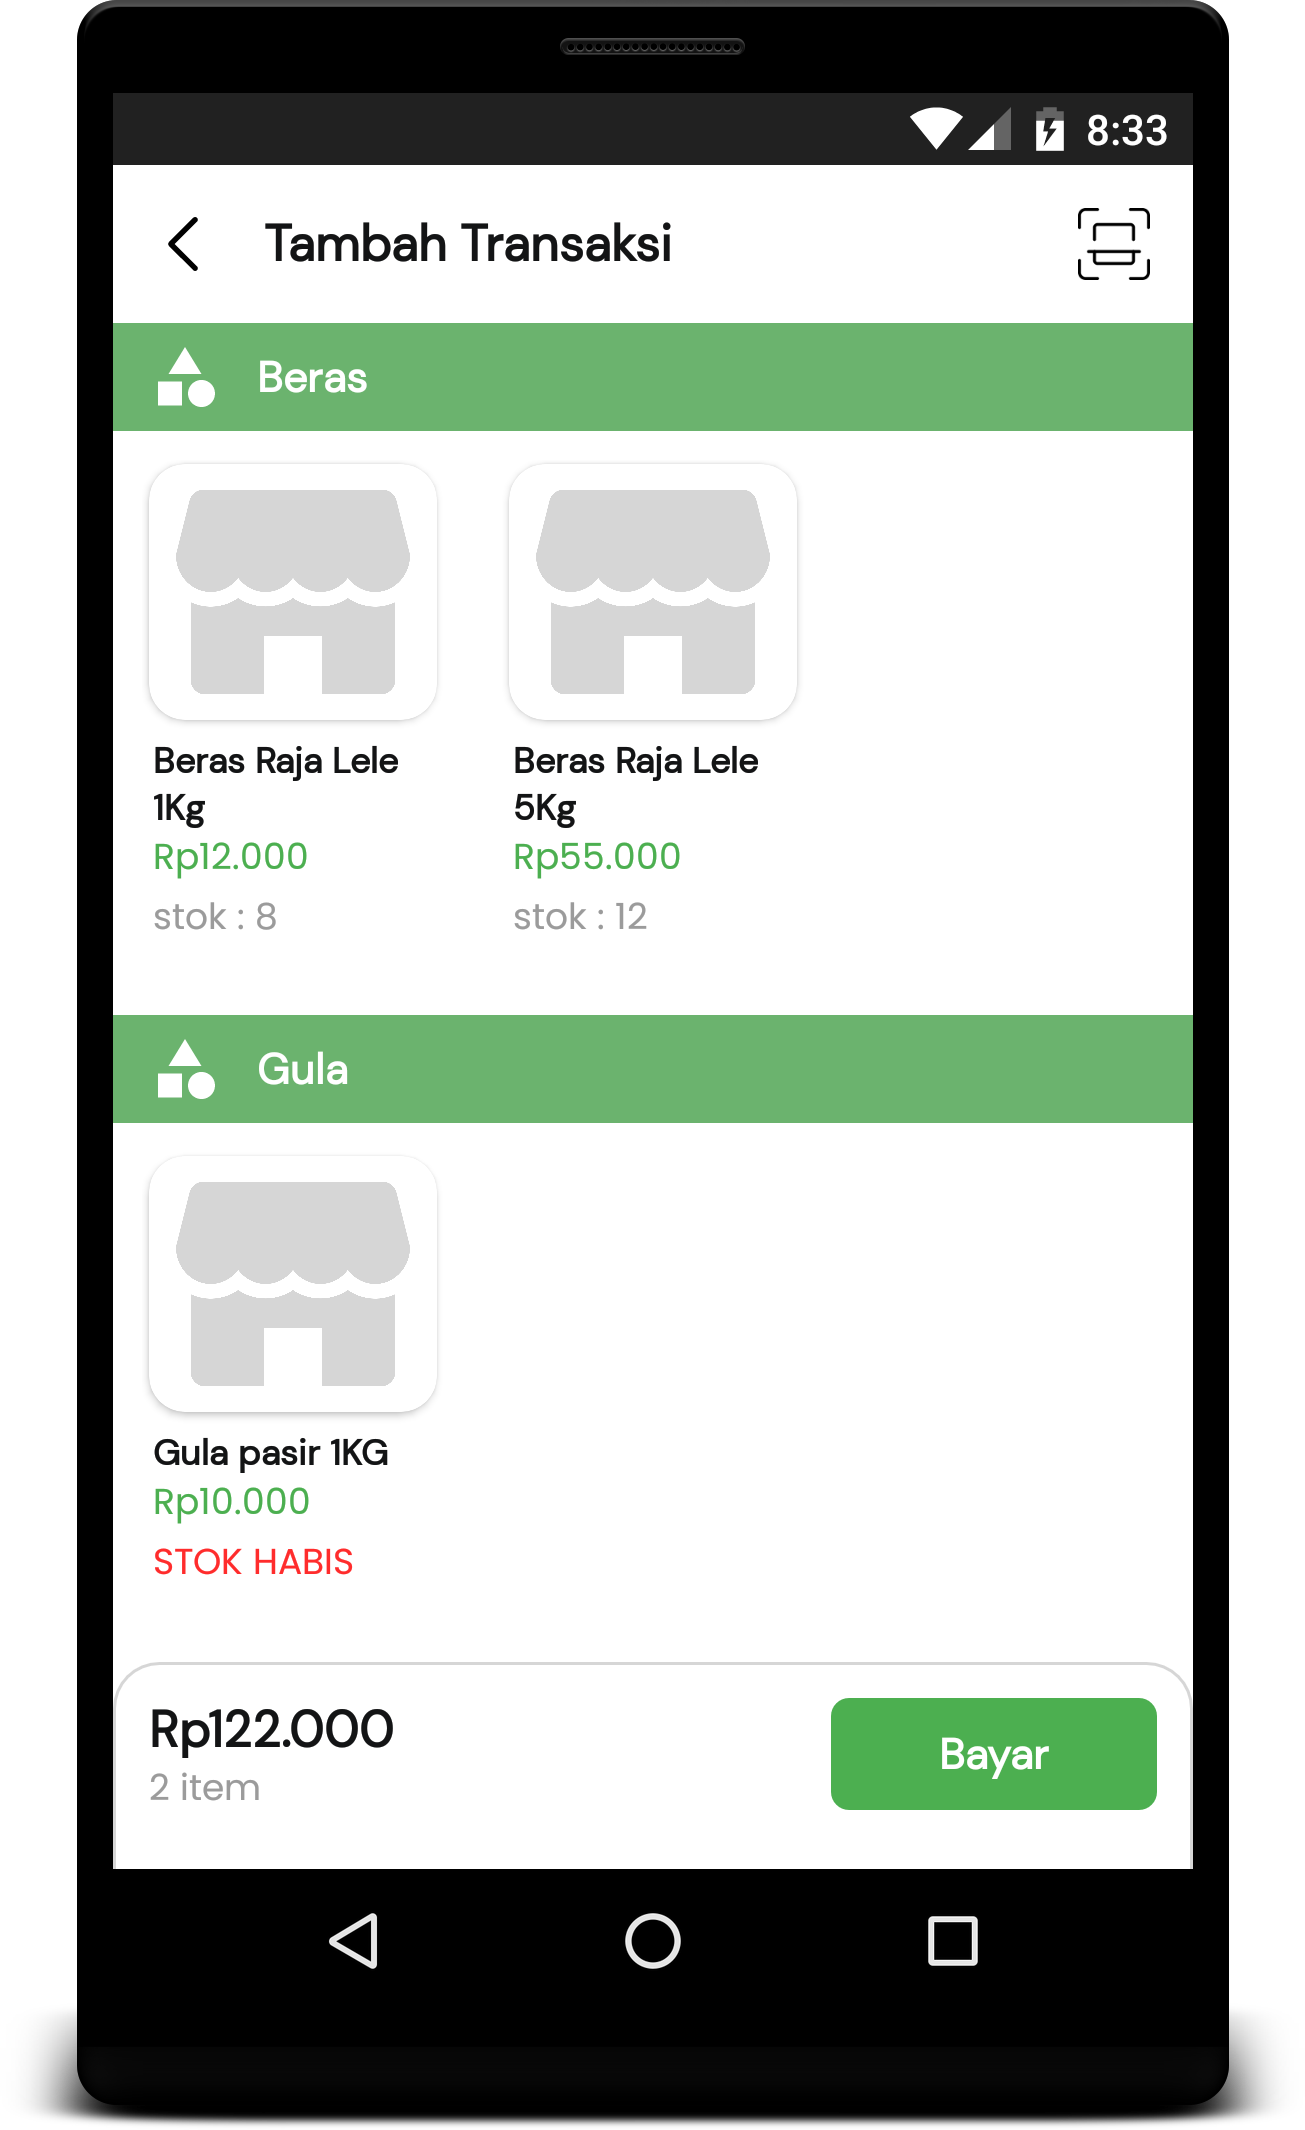 8:33
Tambah Transaksi
Beras
Beras Raja Lele
1Kg
Rp12.000
stok : 8
Beras Raja Lele
5Kg
Rp55.000
stok : 12
Gula
Gula pasir 1KG
Rp10.000
STOK HABIS
Rp122.000
2 item
Bayar